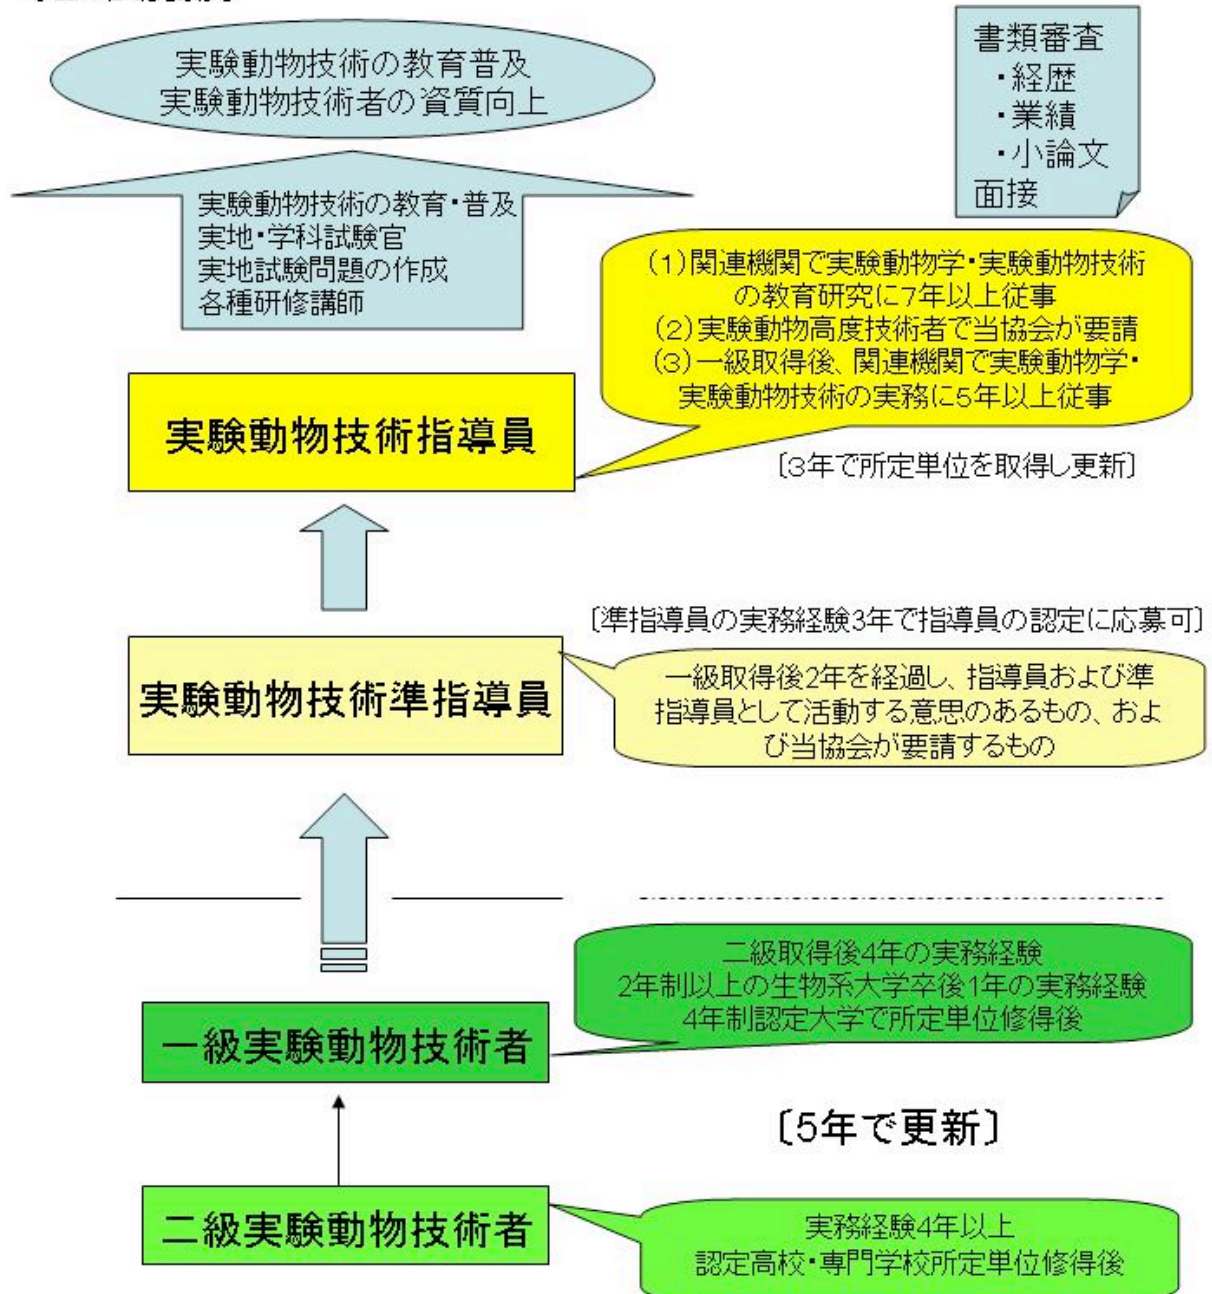 実験動物技術の教育普及
実験動物技術者の資質向上
書類審査
・経歴
・業績
・小論文
面接
実験動物技術の教育・普及
実地・学科試験官
実地試験問題の作成
各種研修講師
(1)関連機関で実験動物学・実験動物技術
の教育研究に7年以上従事
(2)実験動物高度技術者で当協会が要請
(3)一級取得後、関連機関で実験動物学・
実験動物技術の実務に5年以上従事
実験動物技術指導員
〔3年で所定単位を取得し更新〕
〔準指導員の実務経験3年で指導員の認定に応募可〕
実験動物技術準指導員
一級取得後2年を経過し、指導員および準
指導員として活動する意思のあるもの、およ
び当協会が要請するもの
二級取得後4年の実務経験
2年制以上の生物系大学卒後1年の実務経験
4年制認定大学で所定単位修得後
一級実験動物技術者
〔5年で更新〕
二級実験動物技術者
実務経験4年以上
認定高校・専門学校所定単位修得後